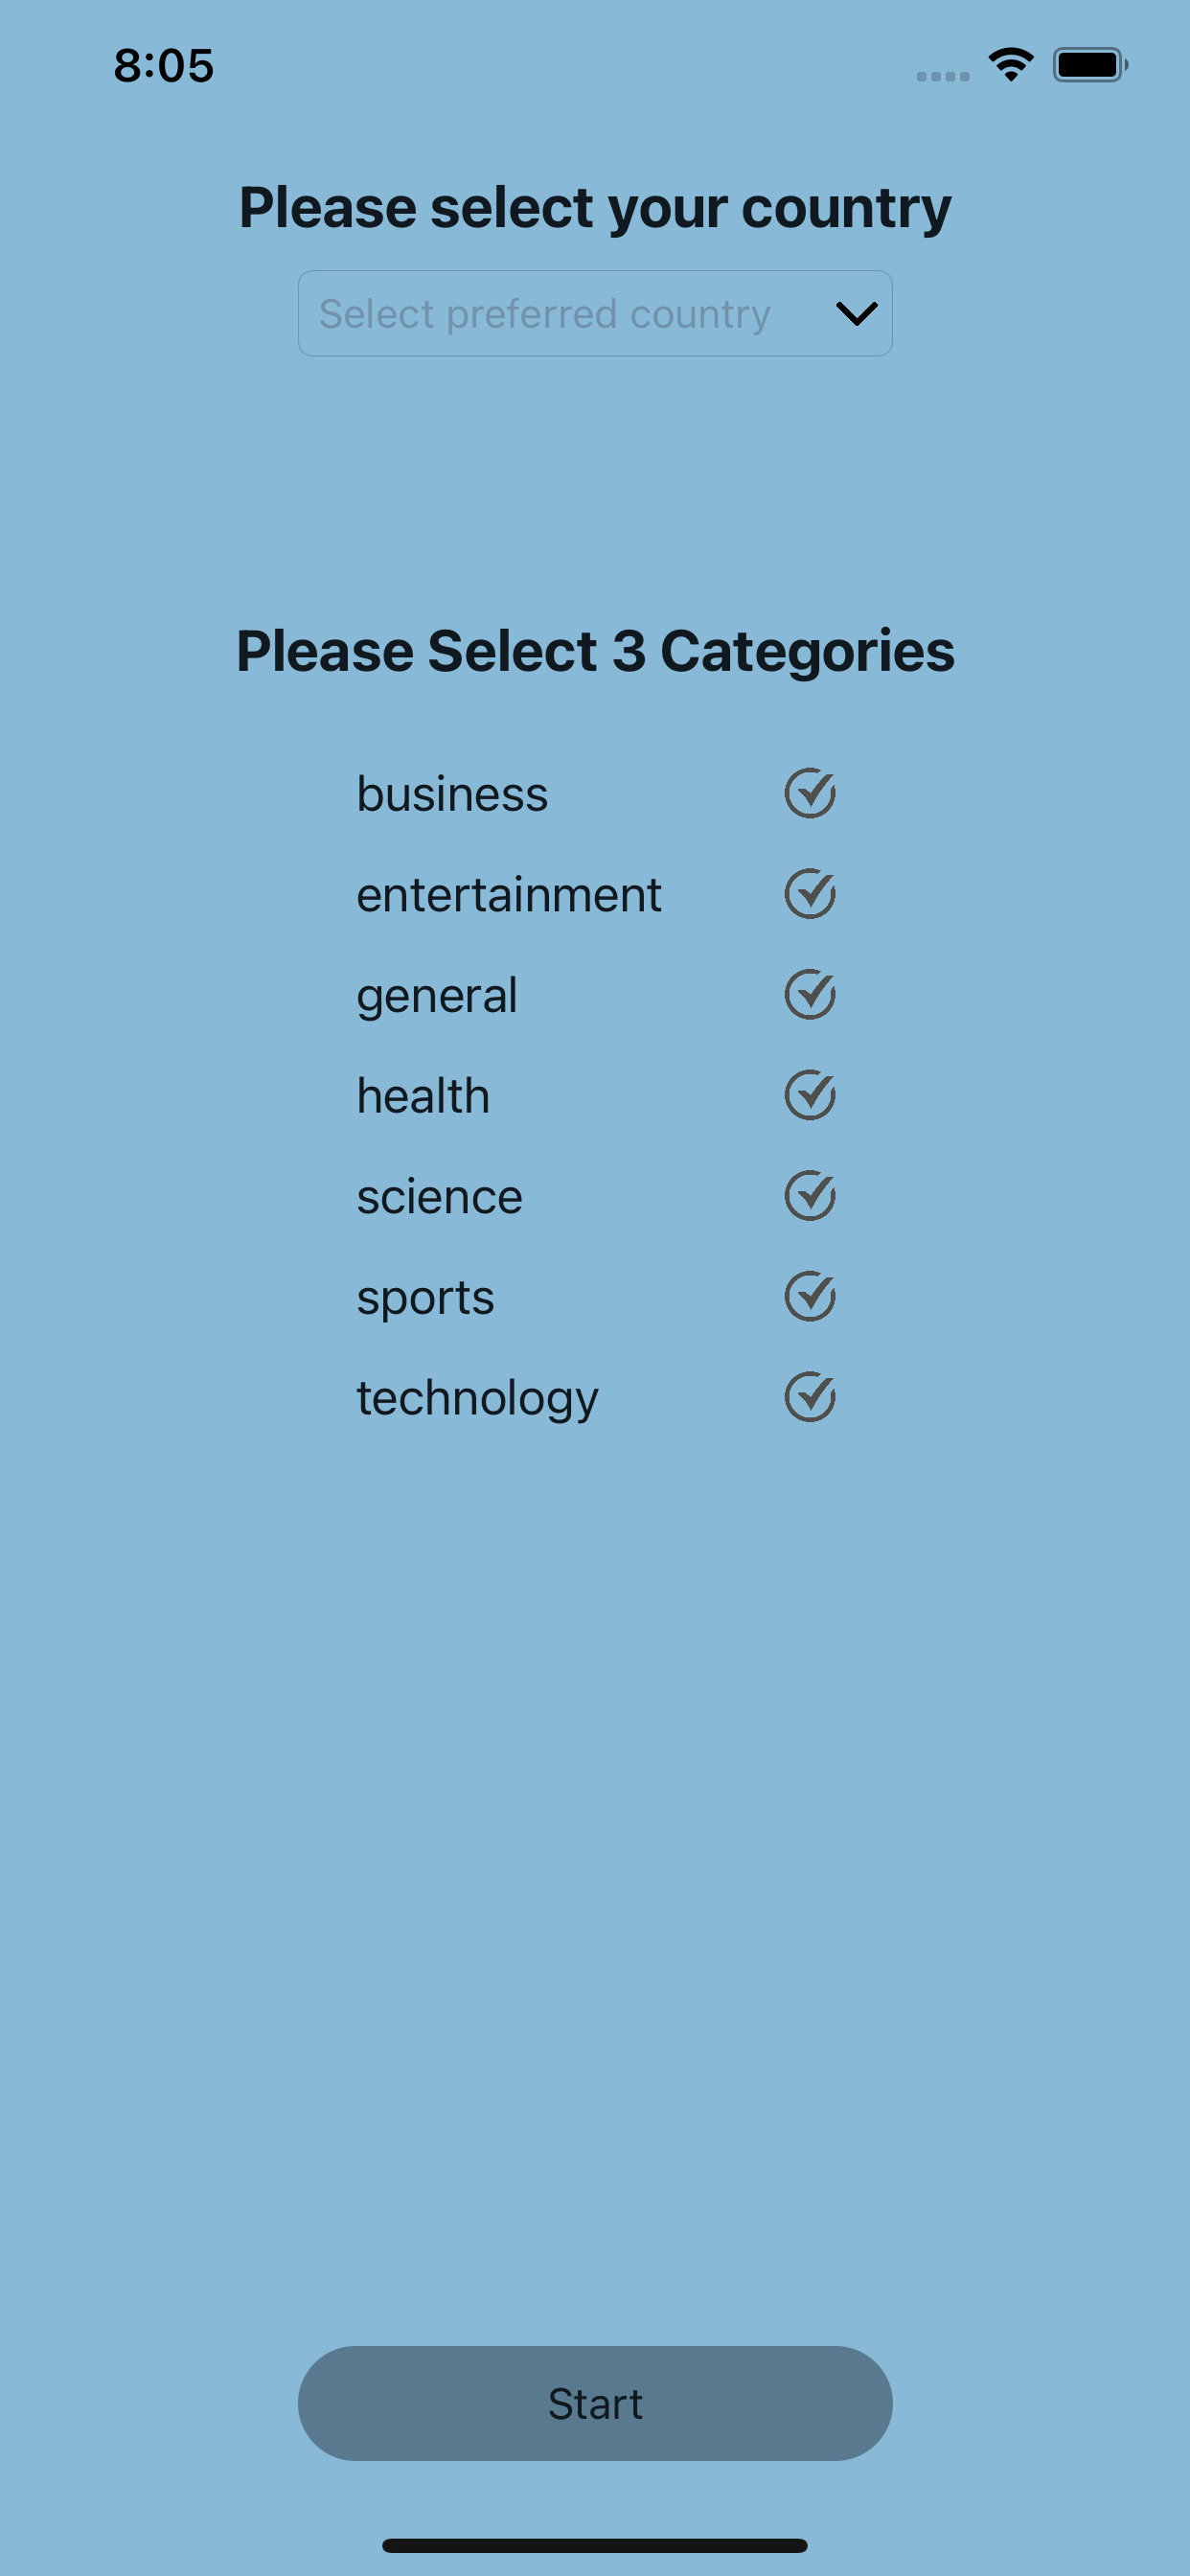 8:05
Please select your country
Select preferred country
Please Select 3 Categories
business
entertainment
general
health
science
sports
technology
Start